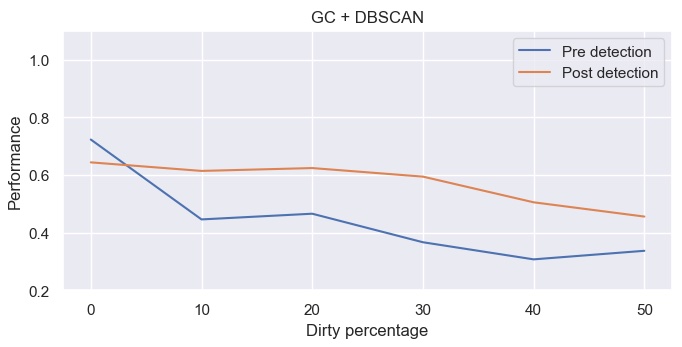 GC + DBSCAN
Pre detection
Post detection
1.0
0.8
0.6
0.4
0.2
Performance
0 10 20 30 40 50
Dirty percentage